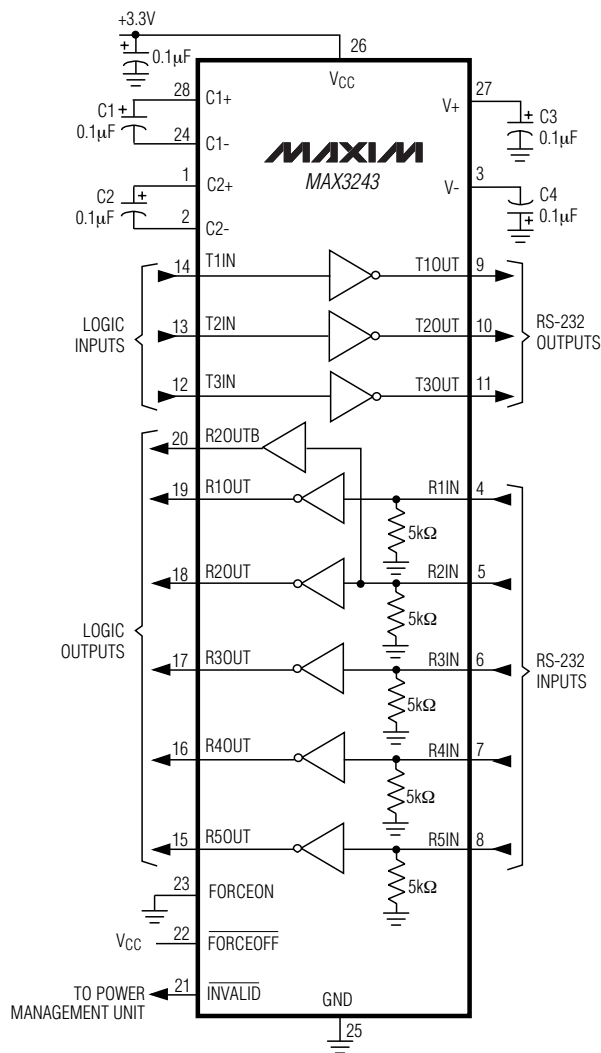 +3.3V
26
0.1μF
VCC
28 C1+
V+ 27
C1
0.1μF
C3
0.1μF
24 C1-
MAXIM
MAX3243
1 C2+
V- 3
C2
0.1μF
C4
0.1μF
2 C2-
14 T1IN T1OUT 9
LOGIC
INPUTS
13 T2IN T2OUT 10
RS-232
OUTPUTS
12 T3IN T3OUT 11
20 R2OUTB
19 R1OUT R1IN 4
5kΩ
18 R2OUT R2IN 5
5kΩ
LOGIC
OUTPUTS
17 R3OUT R3IN 6
RS-232
INPUTS
5kΩ
16 R4OUT R4IN 7
5kΩ
15 R5OUT R5IN 8
5kΩ
23 FORCEON
VCC 22 FORCEOFF
TO POWER
MANAGEMENT UNIT
21 INVALID
GND
25